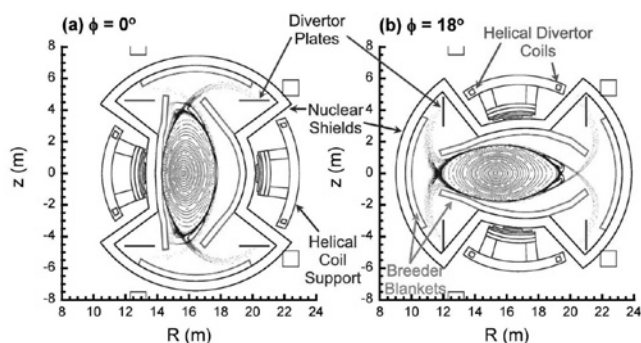 (a) ϕ = 0º
Divertor
Plates
(b) ϕ = 18º
Helical Divertor
Coils
Nuclear
Shields
Helical
Coil
Support
Breeder
Blankets
z (m)
8
6
4
2
0
-2
-4
-6
-8
8 10 12 14 16 18 20 22 24
R (m)
z (m)
8
6
4
2
0
-2
-4
-6
-8
8 10 12 14 16 18 20 22 24
R (m)